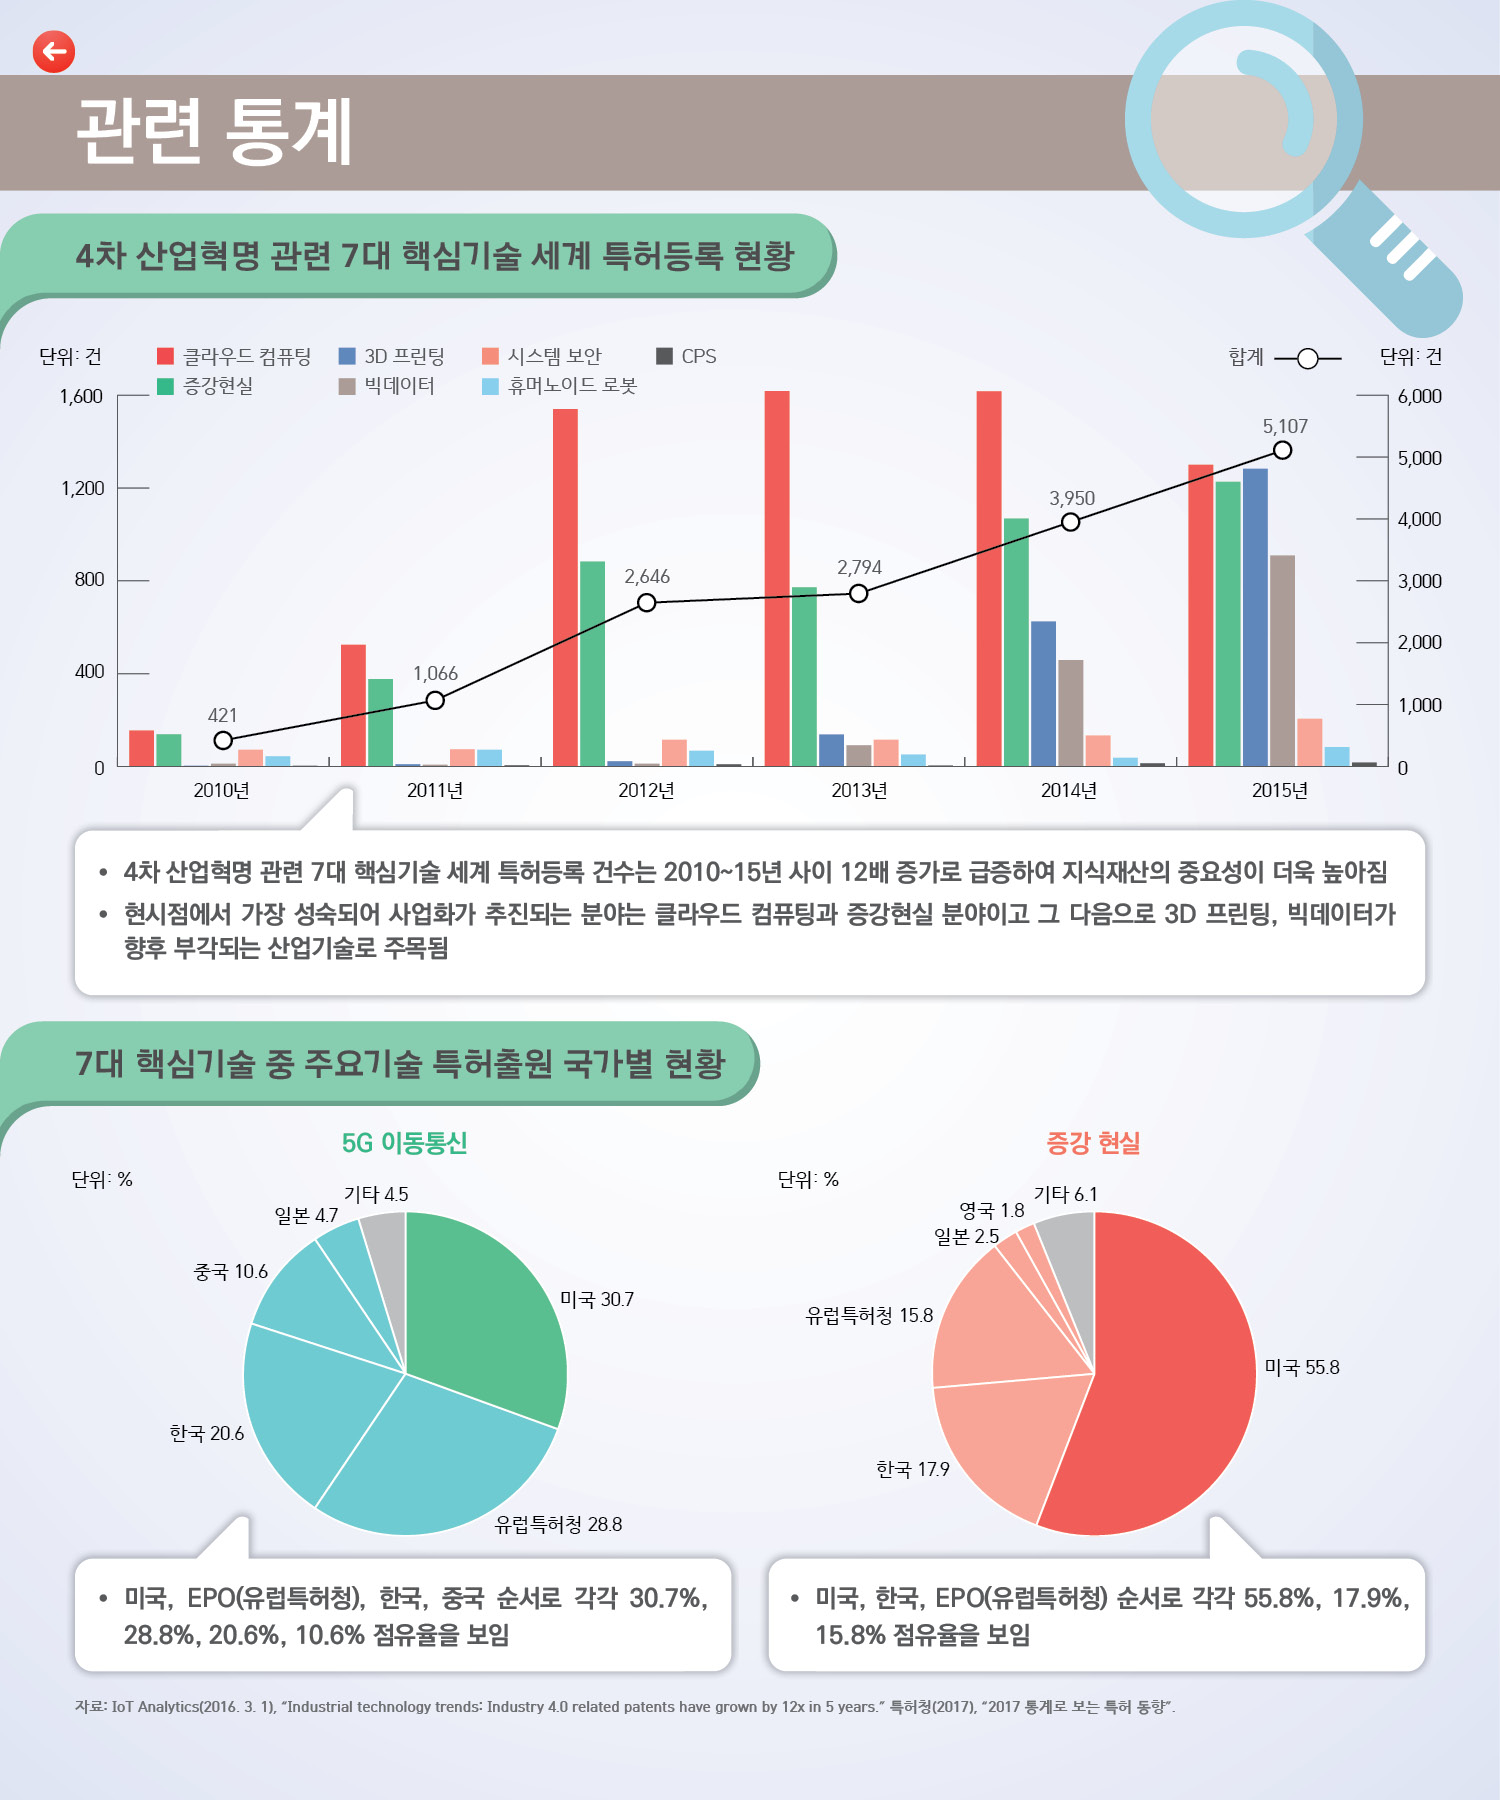 관련 통계
4차 산업혁명 관련 7대 핵심기술 세계 특허등록 현황
단위: 건
클라우드 컴퓨팅
3D 프린팅
시스템 보안
CPS
합계
단위: 건
증강현실
빅데이터
휴머노이드 로봇
1,600
1,200
800
400
0
6,000
5,000
4,000
3,000
2,000
1,000
0
421
1,066
2,646
2,794
3,950
5,107
2010년
2011년
2012년
2013년
2014년
2015년
• 4차 산업혁명 관련 7대 핵심기술 세계 특허등록 건수는 2010~15년 사이 12배 증가로 급증하여 지식재산의 중요성이 더욱 높아짐
• 현시점에서 가장 성숙되어 사업화가 추진되는 분야는 클라우드 컴퓨팅과 증강현실 분야이고 그 다음으로 3D 프린팅, 빅데이터가
향후 부각되는 산업기술로 주목됨
7대 핵심기술 중 주요기술 특허출원 국가별 현황
5G 이동통신
단위: %
기타 4.5
일본 4.7
중국 10.6
미국 30.7
한국 20.6
유럽특허청 28.8
증강 현실
단위: %
기타 6.1
영국 1.8
일본 2.5
유럽특허청 15.8
미국 55.8
한국 17.9
• 미국, EPO(유럽특허청), 한국, 중국 순서로 각각 30.7%,
28.8%, 20.6%, 10.6% 점유율을 보임
• 미국, 한국, EPO(유럽특허청) 순서로 각각 55.8%, 17.9%,
15.8% 점유율을 보임
자료: IoT Analytics(2016. 3. 1), “Industrial technology trends: Industry 4.0 related patents have grown by 12x in 5 years.” 특허청(2017), “2017 통계로 보는 특허 동향”.